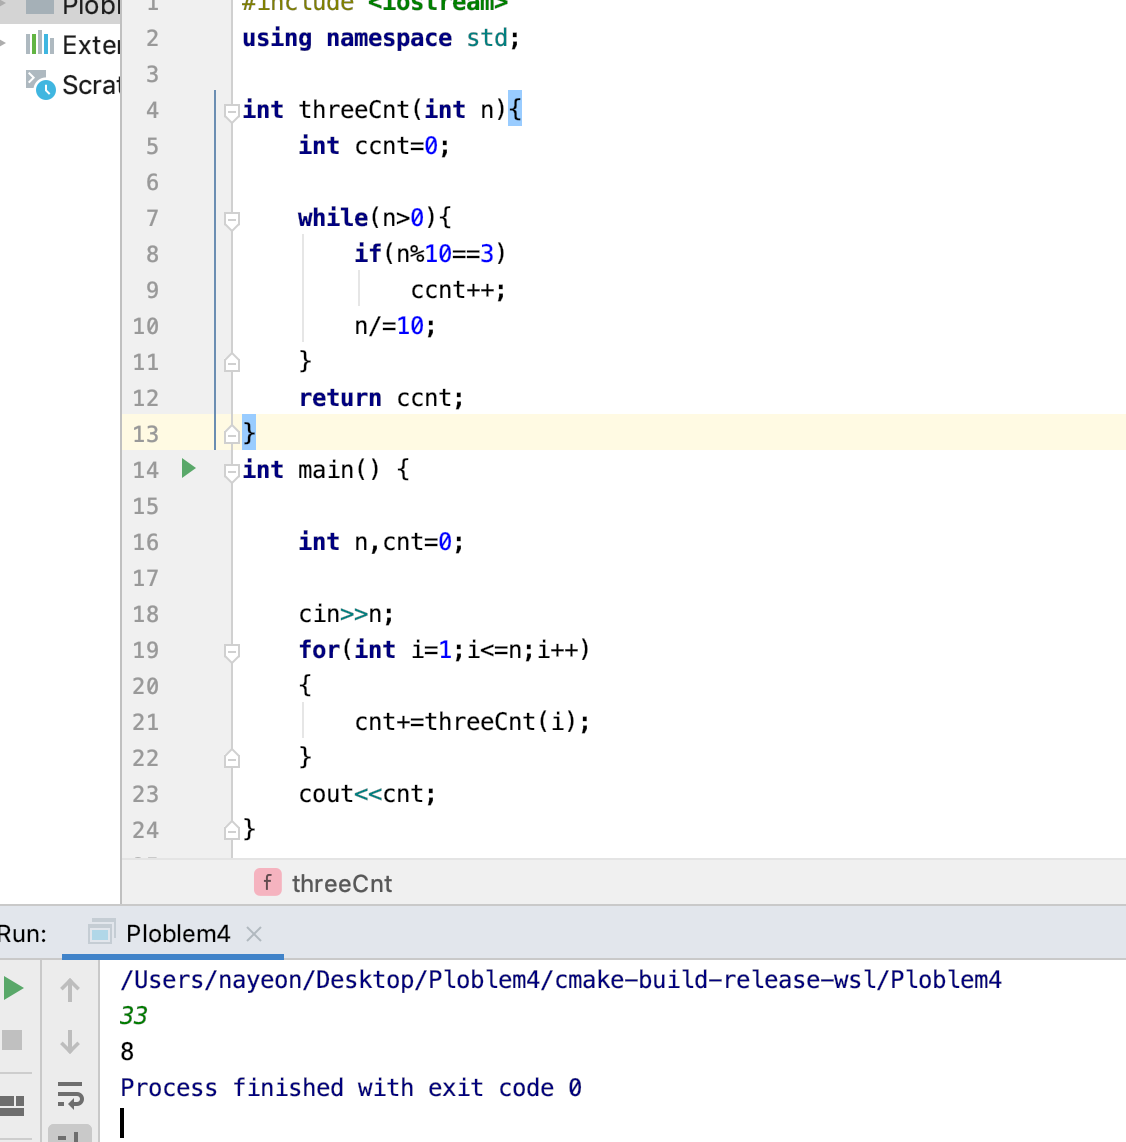 Plobl
Exter
Scrat
1 #include <iostream>
2 using namespace std;
3
4 int threeCnt(int n){
5 int ccnt=0;
6
7 while(n>0){
8 if(n%10==3)
9 ccnt++;
10 n/=10;
11 }
12 return ccnt;
13 }
14 int main() {
15
16 int n,cnt=0;
17
18 cin>>n;
19 for(int i=1;i<=n;i++)
20 {
21 cnt+=threeCnt(i);
22 }
23 cout<<cnt;
24 }
f threeCnt
Run: Ploblem4
/Users/nayeon/Desktop/Ploblem4/cmake-build-release-wsl/Ploblem4
33
8
Process finished with exit code 0